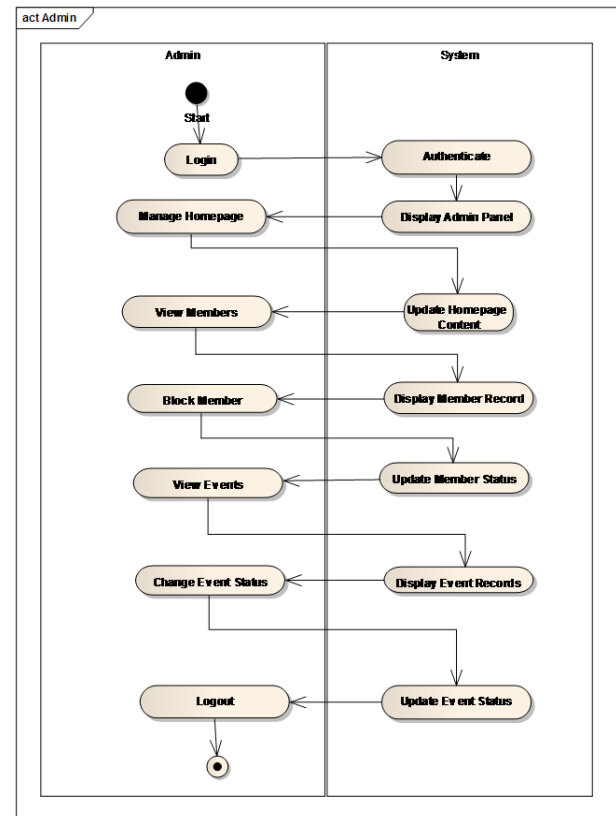 act Admin
Admin
System
Start
Login
Authenticate
Manage Homepage
Display Admin Panel
View Members
Update Homepage
Content
Block Member
Display Member Record
View Events
Update Member Status
Change Event Status
Display Event Records
Logout
Update Event Status